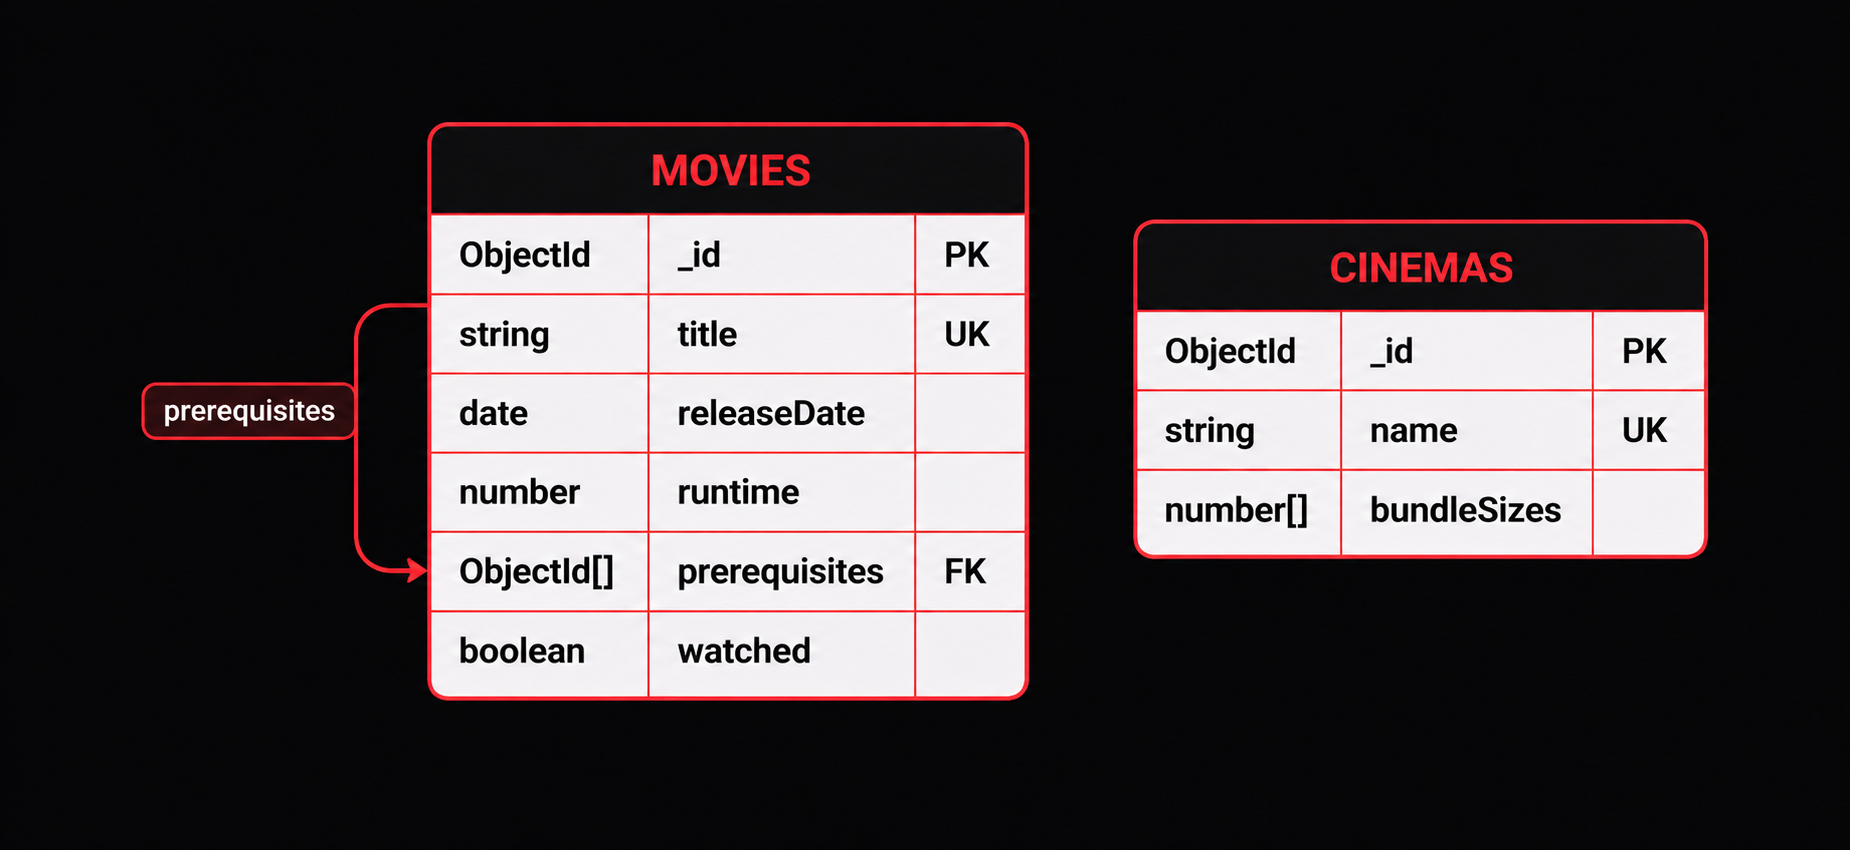 MOVIES
ObjectId _id PK
string title UK
date releaseDate
number runtime
ObjectId[] prerequisites FK
boolean watched
prerequisites
CINEMAS
ObjectId _id PK
string name UK
number[] bundleSizes